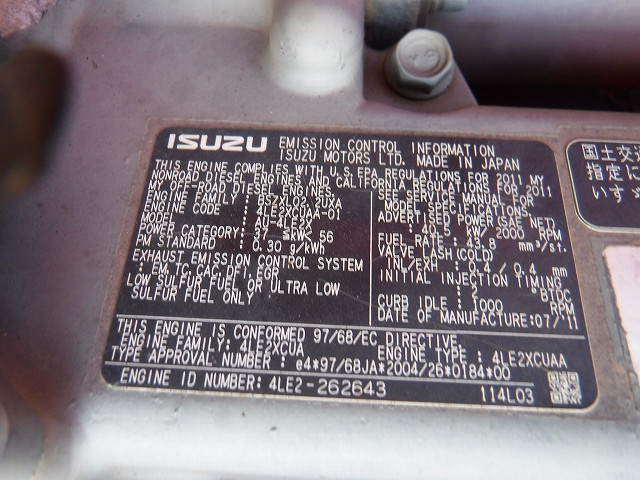 ISUZU EMISSION CONTROL INFORMATION
ISUZU MOTORS LTD. MADE IN JAPAN
THIS ENGINE COMPLIES WITH U.S.EPA REGULATIONS FOR 2011 MY
NONROAD DIESEL ENGINES AND CALIFORNIA REGULATIONS FOR 2011
MY OFF-ROAD DIESEL ENGINES.
ENGINE FAMILY :
ENGINE CODE : 4LE2XCUAA-01
MODEL : 4LE2X
POWER CATEGORY: 37 ≦kW< 56
PM STANDARD : 0.30 g/kWh
EXHAUST EMISSION CONTROL SYSTEM
: EM,TC,CAC,DFI,EGR
LOW SULFUR FUEL OR ULTRA LOW
SULFUR FUEL ONLY
SEE SERVICE MANUAL FOR
MODEL SPECIFICATIONS.
ADVERTISED POWER(SAE NET)
: 40.5 kW/ 2000 RPM
FUEL RATE : 43.8 mm³/st.
VALVE LASH(COLD)
INL/EXH : 0.4/ 0.4 mm
INITIAL INJECTION TIMING
: °BTDC
CURB IDLE : 1000 RPM
DATE OF MANUFACTURE:07/11
THIS ENGINE IS CONFORMED 97/68/EC DIRECTIVE.
ENGINE FAMILY: 4LE2XCUA ENGINE TYPE : 4LE2XCUAA
TYPE APPROVAL NUMBER : e4*97/68JA*2004/26*0184*00
ENGINE ID NUMBER: 4LE2-262643 114L03
国土交
指定に
います